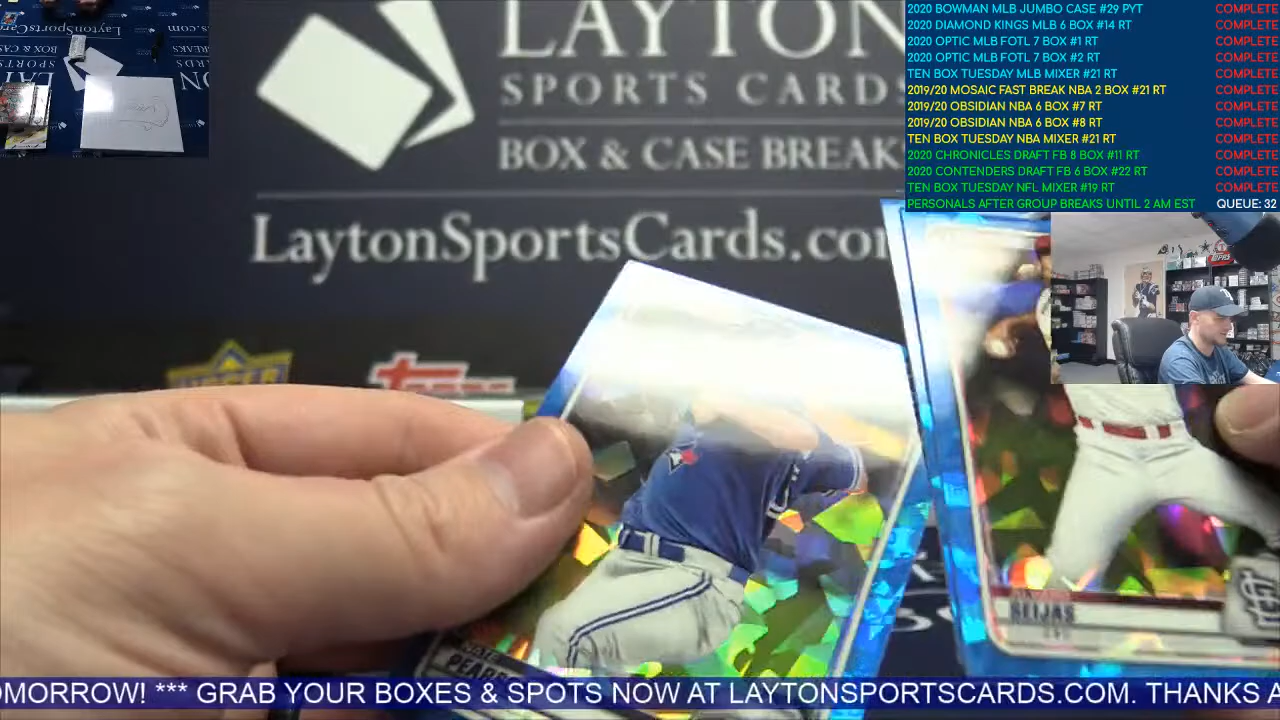 LAYTON
SPORTS CARDS
BOX & CASE BREAK
LaytonSportsCards.com
2020 BOWMAN MLB JUMBO CASE #29 PYT COMPLETE
2020 DIAMOND KINGS MLB 6 BOX #14 RT COMPLETE
2020 OPTIC MLB FOTL 7 BOX #1 RT COMPLETE
2020 OPTIC MLB FOTL 7 BOX #2 RT COMPLETE
TEN BOX TUESDAY MLB MIXER #21 RT COMPLETE
2019/20 MOSAIC FAST BREAK NBA 2 BOX #21 RT COMPLETE
2019/20 OBSIDIAN NBA 6 BOX #7 RT COMPLETE
2019/20 OBSIDIAN NBA 6 BOX #8 RT COMPLETE
TEN BOX TUESDAY NBA MIXER #21 RT COMPLETE
2020 CHRONICLES DRAFT FB 8 BOX #11 RT COMPLETE
2020 CONTENDERS DRAFT FB 6 BOX #22 RT COMPLETE
TEN BOX TUESDAY NFL MIXER #19 RT COMPLETE
PERSONALS AFTER GROUP BREAKS UNTIL 2 AM EST QUEUE: 32
Topps
SEIJAS
PEARS
OMORROW! *** GRAB YOUR BOXES & SPOTS NOW AT LAYTONSPORTSCARDS.COM. THANKS A